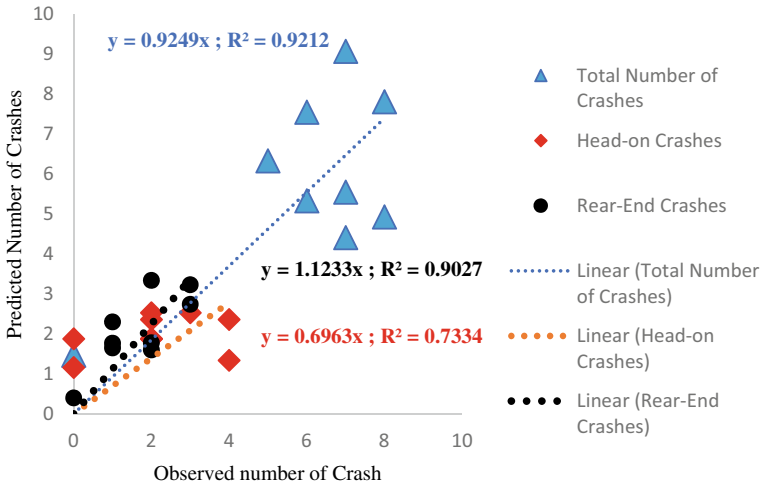 10
9
8
7
6
5
4
3
2
1
0
Predicted Number of Crashes
y = 0.9249x ; R² = 0.9212
y = 1.1233x ; R² = 0.9027
y = 0.6963x ; R² = 0.7334
0 2 4 6 8 10
Observed number of Crash
Total Number of
Crashes
Head-on Crashes
Rear-End Crashes
Linear (Total Number
of Crashes)
Linear (Head-on
Crashes)
Linear (Rear-End
Crashes)